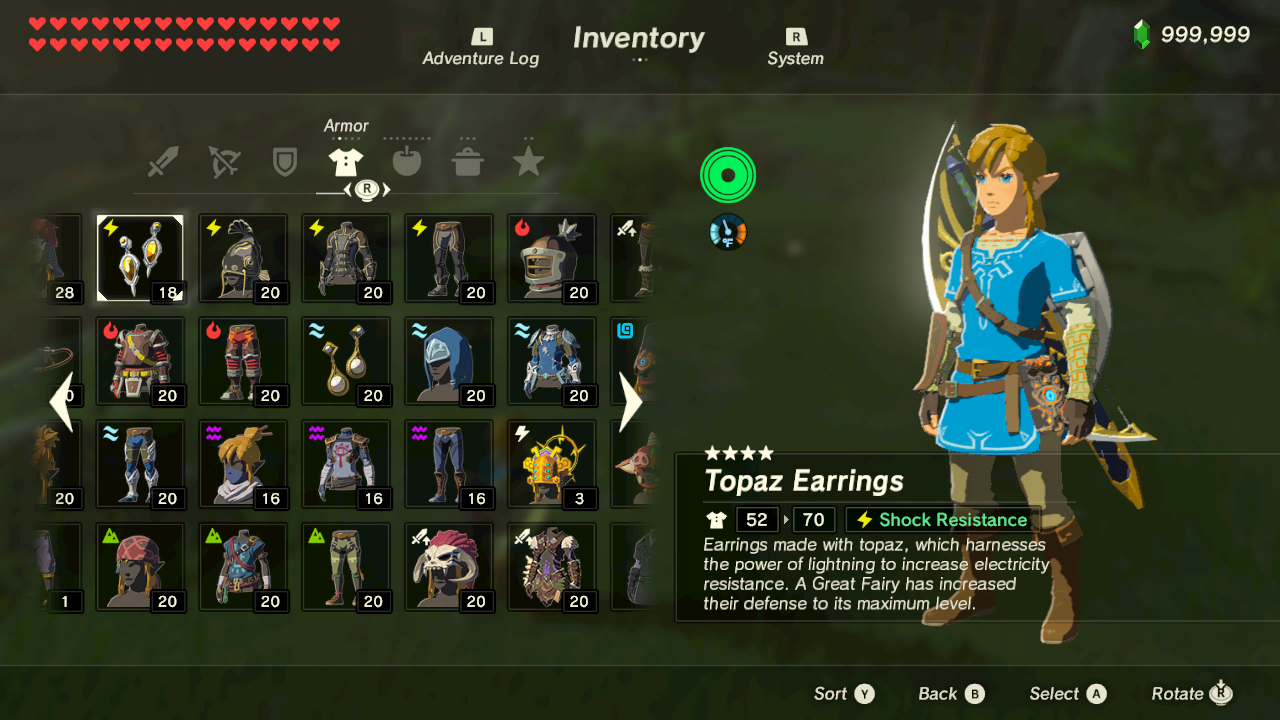 L
Adventure Log
Inventory
R
System
999,999
Armor
R
28
18
20
20
20
20
20
20
20
20
20
20
20
16
16
16
3
1
20
20
20
20
20
°F
Topaz Earrings
52
70
Shock Resistance
Earrings made with topaz, which harnesses
the power of lightning to increase electricity
resistance. A Great Fairy has increased
their defense to its maximum level.
Sort Y
Back B
Select A
Rotate R